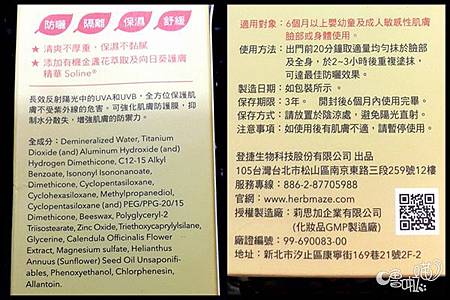 防曬 隔離 保濕 舒緩
★ 清爽不厚重，保濕不黏膩
★ 添加有機金盞花萃取及向日葵護膚
精華 Soline®
長效反射陽光中的UVA和UVB，全方位保護肌
膚不受紫外線的危害。可強化肌膚防護膜，抑
制水分散失，增強肌膚的防禦力。
全成分：Demineralized Water, Titanium
Dioxide (and) Aluminum Hydroxide (and)
Hydrogen Dimethicone, C12-15 Alkyl
Benzoate, Isononyl Isononanoate,
Dimethicone, Cyclopentasiloxane,
Cyclohexasiloxane, Methylpropanediol,
Cyclopentasiloxane (and) PEG/PPG-20/15
Dimethicone, Beeswax, Polyglyceryl-2
Triisostearate, Zinc Oxide, Triethoxycaprylylsilane,
Glycerine, Calendula Officinalis Flower
Extract, Magnesium Stearate, Helianthus
Annuus (Sunflower) Seed Oil Unsaponifi-
ables, Phenoxyethanol, Chlorphenesin,
Allantoin.
適用對象：6個月以上嬰幼童及成人敏感性肌膚
臉部或身體使用。
使用方法：出門前20分鐘取適量均勻抹於臉部
及全身，於2~3小時後重複塗抹，
可達最佳防曬效果。
製造日期：如包裝所示。
保存期限：3年。 開封後6個月內使用完畢。
保存方式：請放置於陰涼處，避免陽光直射。
注意事項：如使用後有肌膚不適，請暫停使用。
登捷生物科技股份有限公司 出品
105台灣台北市松山區南京東路三段259號12樓
服務專線：886-2-87705988
官網：www.herbmaze.com
授權製造廠：莉思加企業有限公司
(化妝品GMP製造廠)
廠證編號：99-690083-00
地址：新北市汐止區康寧街169巷21號2F-2